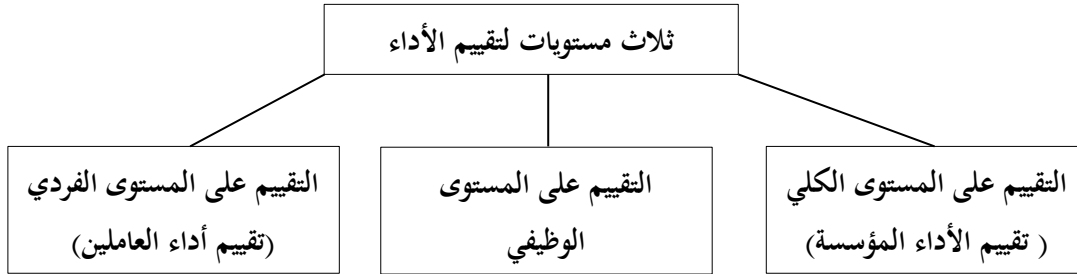 ثلاث مستويات لتقييم الأداء
التقييم على المستوى الكلي
( تقييم الأداء المؤسسة)
التقييم على المستوى
الوظيفي
التقييم على المستوى الفردي
(تقييم أداء العاملين)